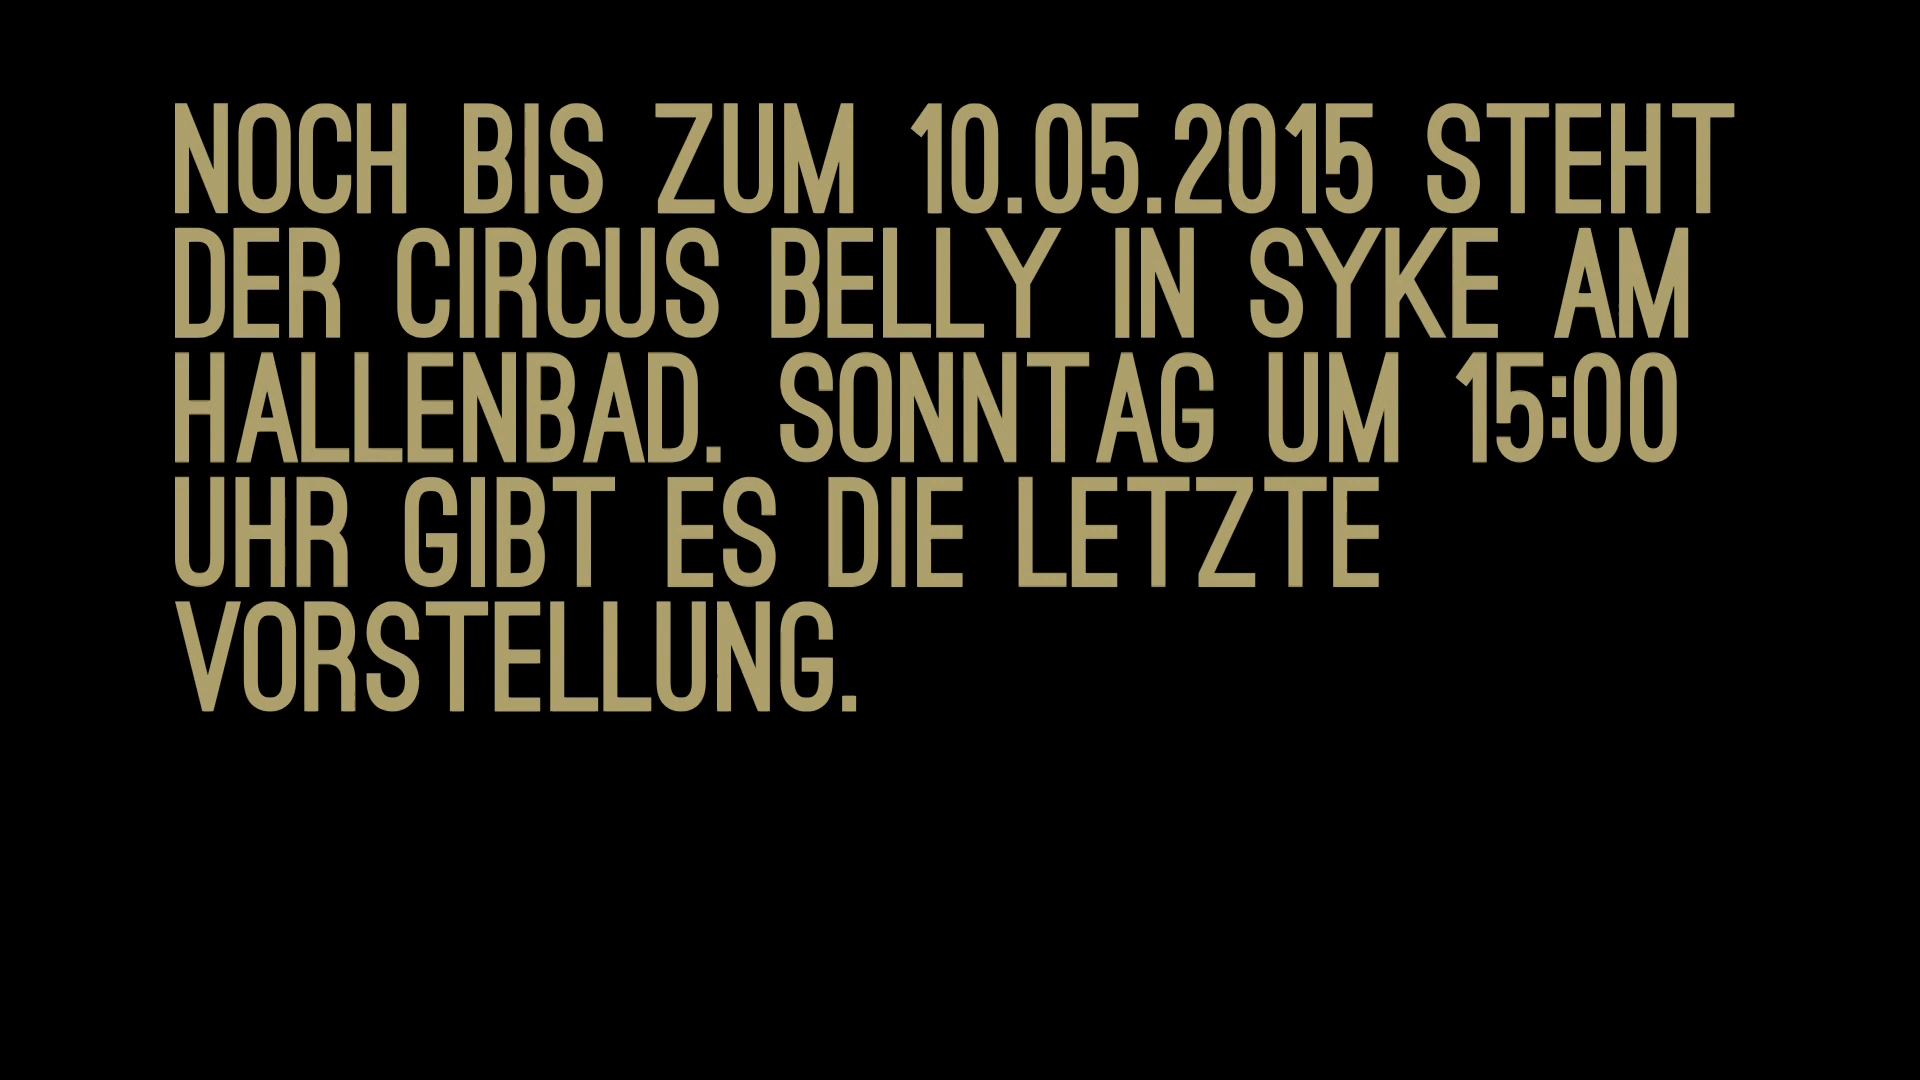 NOCH BIS ZUM 10.05.2015 STEHT
DER CIRCUS BELLY IN SYKE AM
HALLENBAD. SONNTAG UM 15:00
UHR GIBT ES DIE LETZTE
VORSTELLUNG.